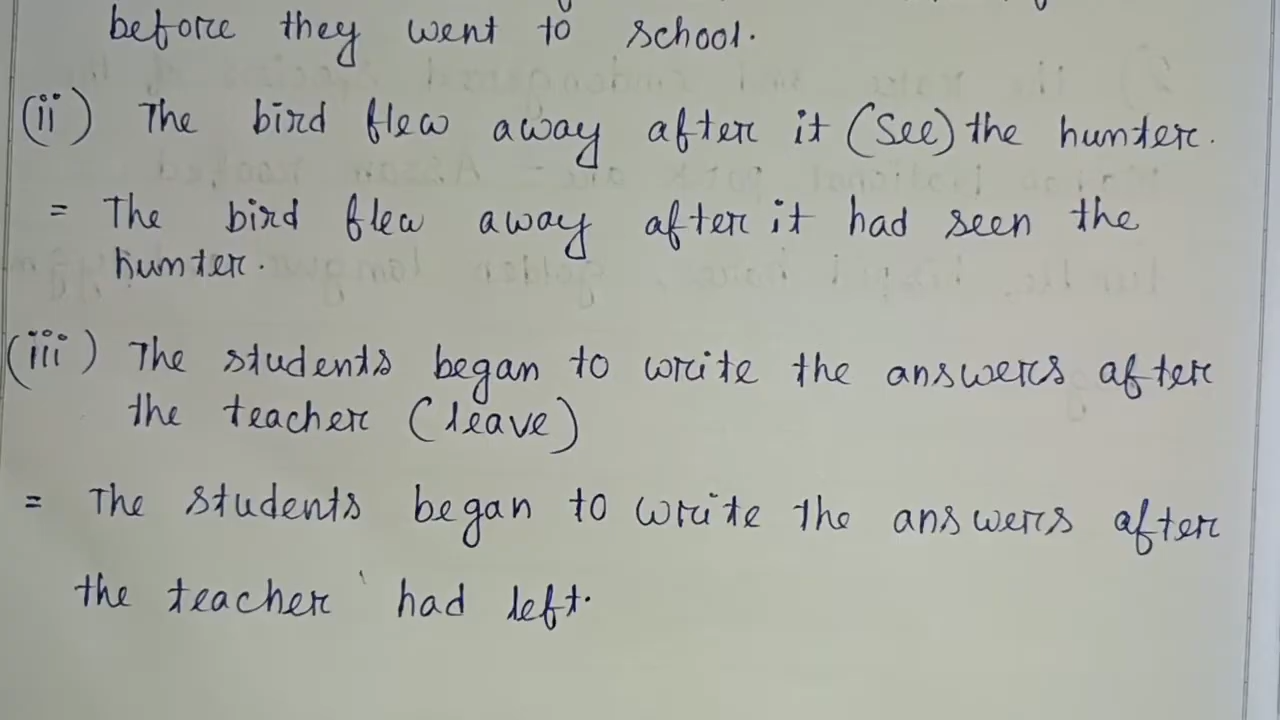 before they went to school.
(ii) The bird flew away after it (See) the hunter.
= The bird flew away after it had seen the
hunter.
(iii) The students began to write the answers after
the teacher (leave)
= The students began to write the answers after
the teacher had left.